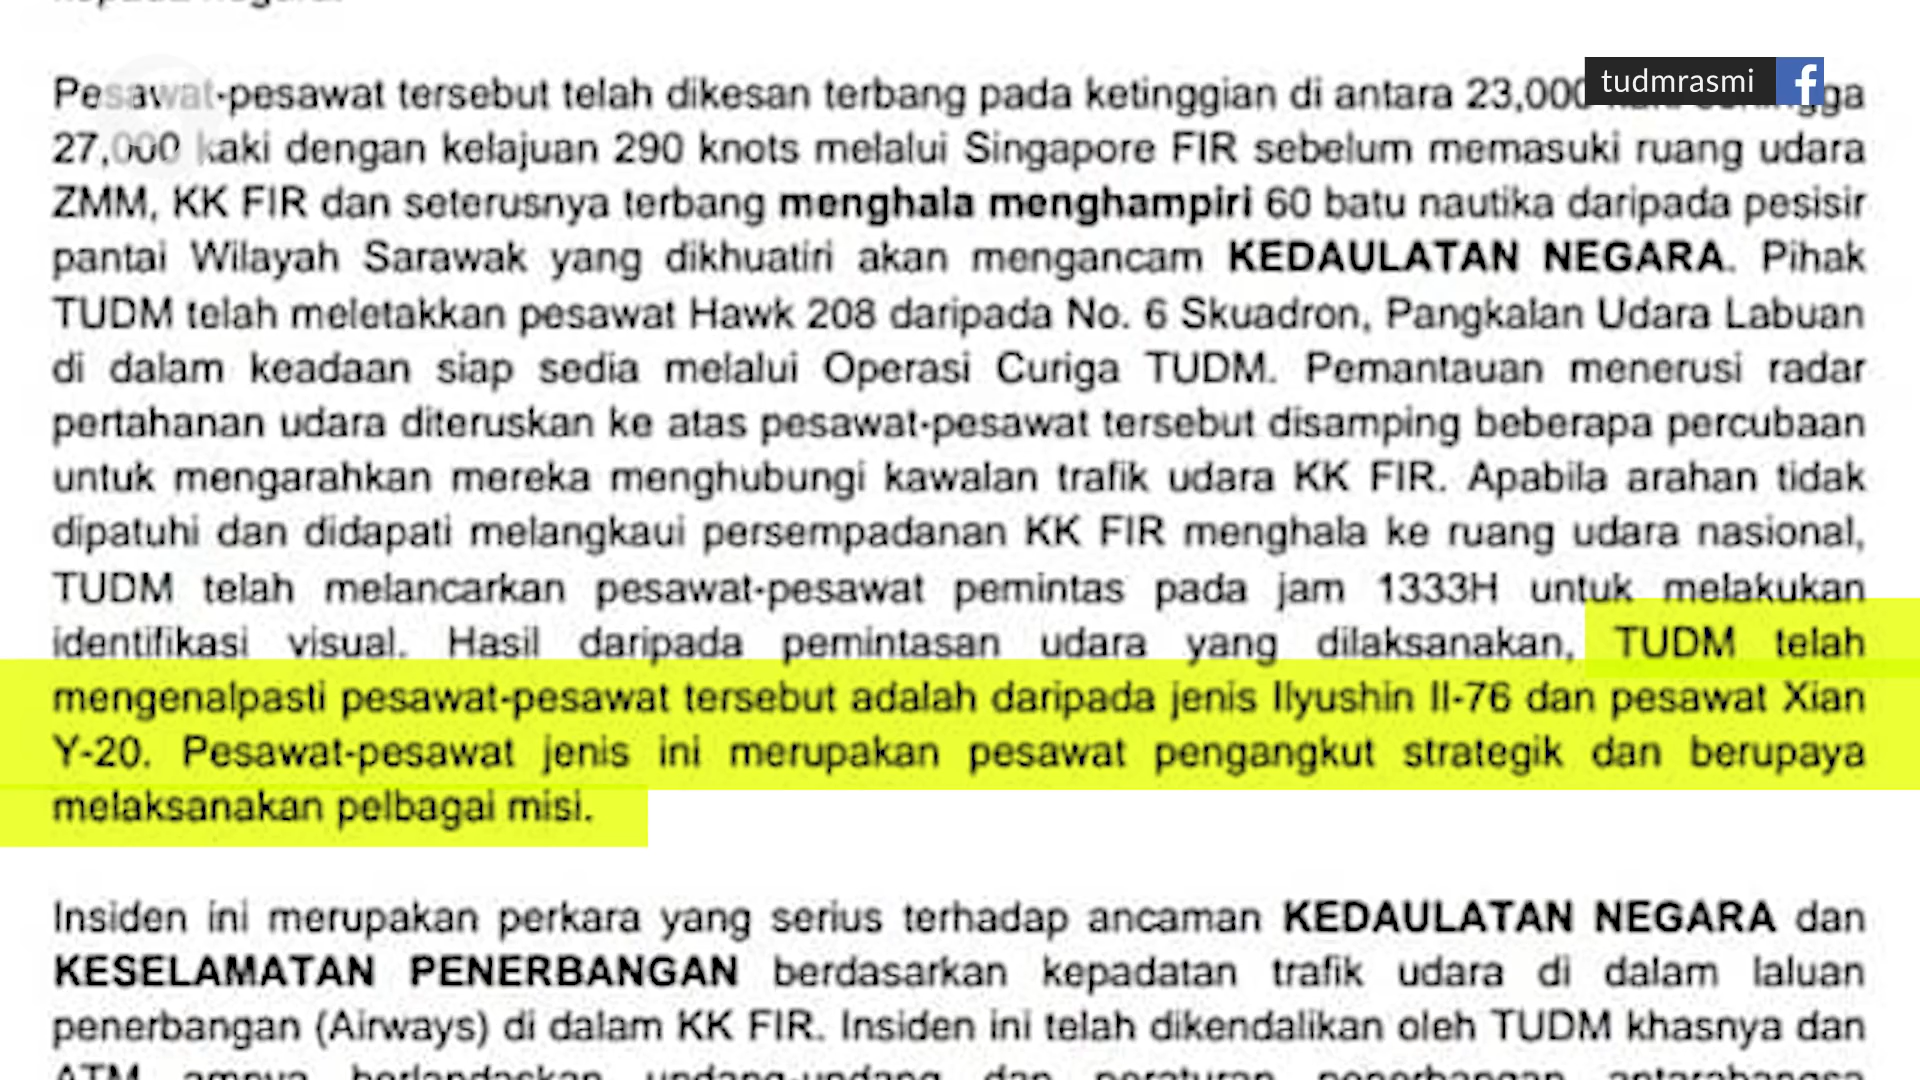 Pesawat-pesawat tersebut telah dikesan terbang pada ketinggian di antara 23,000
tudmrasmi
27,000 kaki dengan kelajuan 290 knots melalui Singapore FIR sebelum memasuki ruang udara
ZMM, KK FIR dan seterusnya terbang menghala menghampiri 60 batu nautika daripada pesisir
pantai Wilayah Sarawak yang dikhuatiri akan mengancam KEDAULATAN NEGARA. Pihak
TUDM telah meletakkan pesawat Hawk 208 daripada No. 6 Skuadron, Pangkalan Udara Labuan
di dalam keadaan siap sedia melalui Operasi Curiga TUDM. Pemantauan menerusi radar
pertahanan udara diteruskan ke atas pesawat-pesawat tersebut disamping beberapa percubaan
untuk mengarahkan mereka menghubungi kawalan trafik udara KK FIR. Apabila arahan tidak
dipatuhi dan didapati melangkaui persempadanan KK FIR menghala ke ruang udara nasional,
TUDM telah melancarkan pesawat-pesawat pemintas pada jam 1333H untuk melakukan
identifikasi visual. Hasil daripada pemintasan udara yang dilaksanakan, TUDM telah
mengenalpasti pesawat-pesawat tersebut adalah daripada jenis Ilyushin Il-76 dan pesawat Xian
Y-20. Pesawat-pesawat jenis ini merupakan pesawat pengangkut strategik dan berupaya
melaksanakan pelbagai misi.
Insiden ini merupakan perkara yang serius terhadap ancaman KEDAULATAN NEGARA dan
KESELAMATAN PENERBANGAN berdasarkan kepadatan trafik udara di dalam laluan
penerbangan (Airways) di dalam KK FIR. Insiden ini telah dikendalikan oleh TUDM khasnya dan